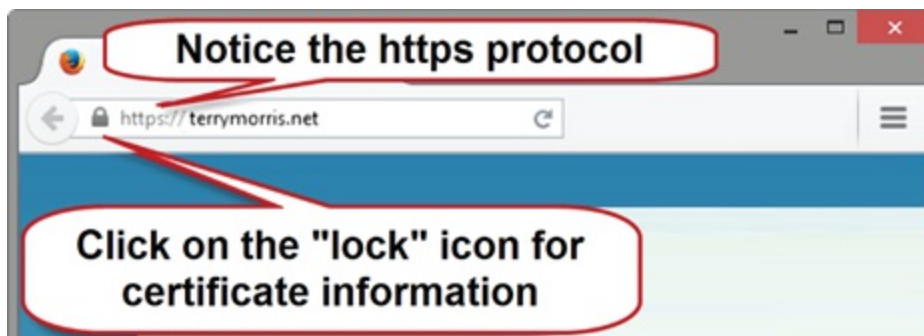 Notice the https protocol
https://terrymorris.net
Click on the "lock" icon for
certificate information